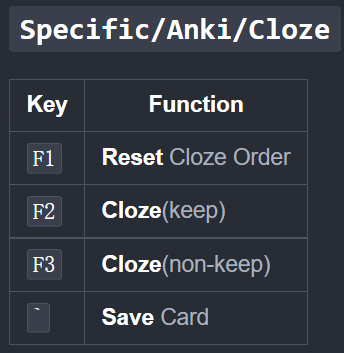 Specific/Anki/Cloze
Key Function
F1 Reset Cloze Order
F2 Cloze(keep)
F3 Cloze(non-keep)
` Save Card